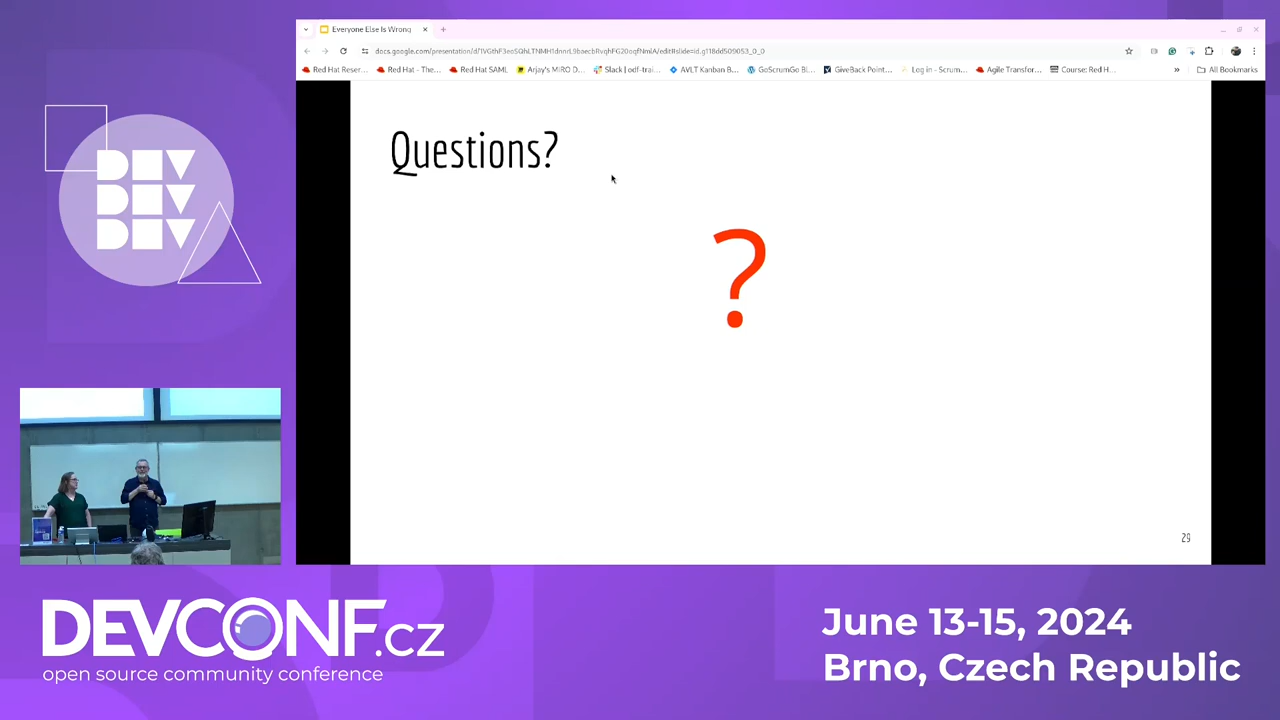 DEV
DEV
DEV
Everyone Else Is Wrong
Red Hat Reser...
Red Hat - The...
Red Hat SAML
Arjay's MIRO D...
Slack | odf-trai...
AVLT Kanban B...
GoScrumGo Bl...
GiveBack Point...
Log in - Scrum...
Agile Transfor...
Course: Red H...
»
All Bookmarks
Questions?
?
29
DEVCONF.cz
open source community conference
June 13-15, 2024
Brno, Czech Republic